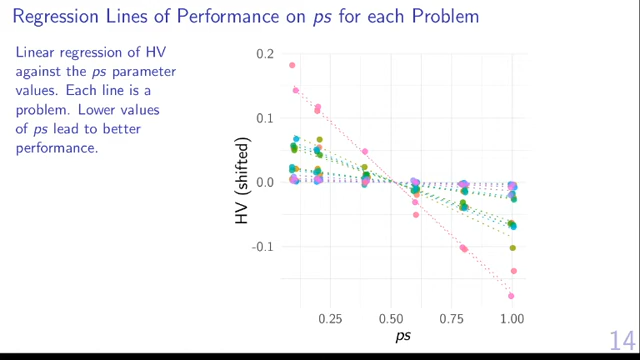 Regression Lines of Performance on ps for each Problem
Linear regression of HV
against the ps parameter
values. Each line is a
problem. Lower values
of ps lead to better
performance.
HV (shifted)
0.2
0.1
0.0
-0.1
0.25 0.50 0.75 1.00
ps
14